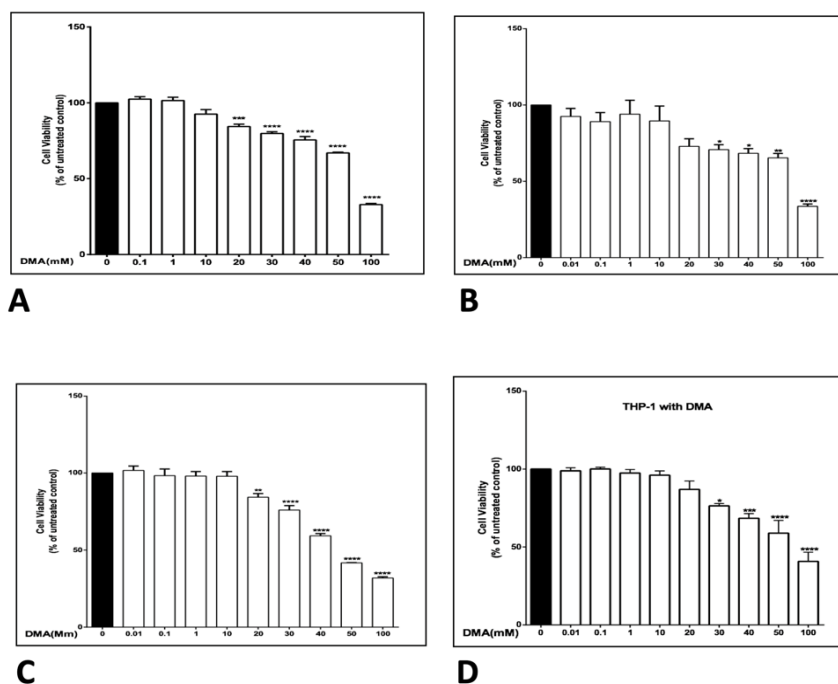 150
100
50
0
Cell Viability
(% of untreated control)
*** **** **** **** ****
DMA(mM) 0 0.1 1 10 20 30 40 50 100
A
150
100
50
0
Cell Viability
(% of untreated control)
* * ** ****
DMA(mM) 0 0.01 0.1 1 10 20 30 40 50 100
B
150
100
50
0
Cell Viability
(% of untreated control)
** **** **** **** ****
DMA(Mm) 0 0.01 0.1 1 10 20 30 40 50 100
C
THP-1 with DMA
150
100
50
0
Cell Viability
(% of untreated control)
* *** **** ****
DMA(mM) 0 0.01 0.1 1 10 20 30 40 50 100
D